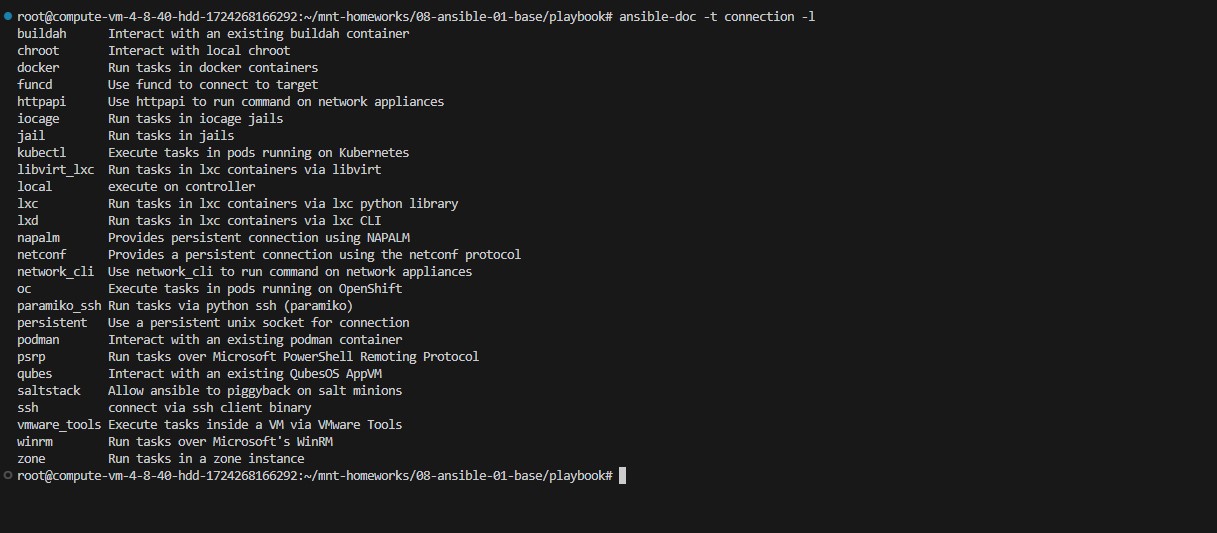 root@compute-vm-4-8-40-hdd-1724268166292:~/mnt-homeworks/08-ansible-01-base/playbook# ansible-doc -t connection -l
buildah      Interact with an existing buildah container
chroot       Interact with local chroot
docker       Run tasks in docker containers
funcd        Use funcd to connect to target
httpapi      Use httpapi to run command on network appliances
iocage       Run tasks in iocage jails
jail         Run tasks in jails
kubectl      Execute tasks in pods running on Kubernetes
libvirt_lxc  Run tasks in lxc containers via libvirt
local        execute on controller
lxc          Run tasks in lxc containers via lxc python library
lxd          Run tasks in lxc containers via lxc CLI
napalm       Provides persistent connection using NAPALM
netconf      Provides a persistent connection using the netconf protocol
network_cli  Use network_cli to run command on network appliances
oc           Execute tasks in pods running on OpenShift
paramiko_ssh Run tasks via python ssh (paramiko)
persistent   Use a persistent unix socket for connection
podman       Interact with an existing podman container
psrp         Run tasks over Microsoft PowerShell Remoting Protocol
qubes        Interact with an existing QubesOS AppVM
saltstack    Allow ansible to piggyback on salt minions
ssh          connect via ssh client binary
vmware_tools Execute tasks inside a VM via VMware Tools
winrm        Run tasks over Microsoft's WinRM
zone         Run tasks in a zone instance
root@compute-vm-4-8-40-hdd-1724268166292:~/mnt-homeworks/08-ansible-01-base/playbook#